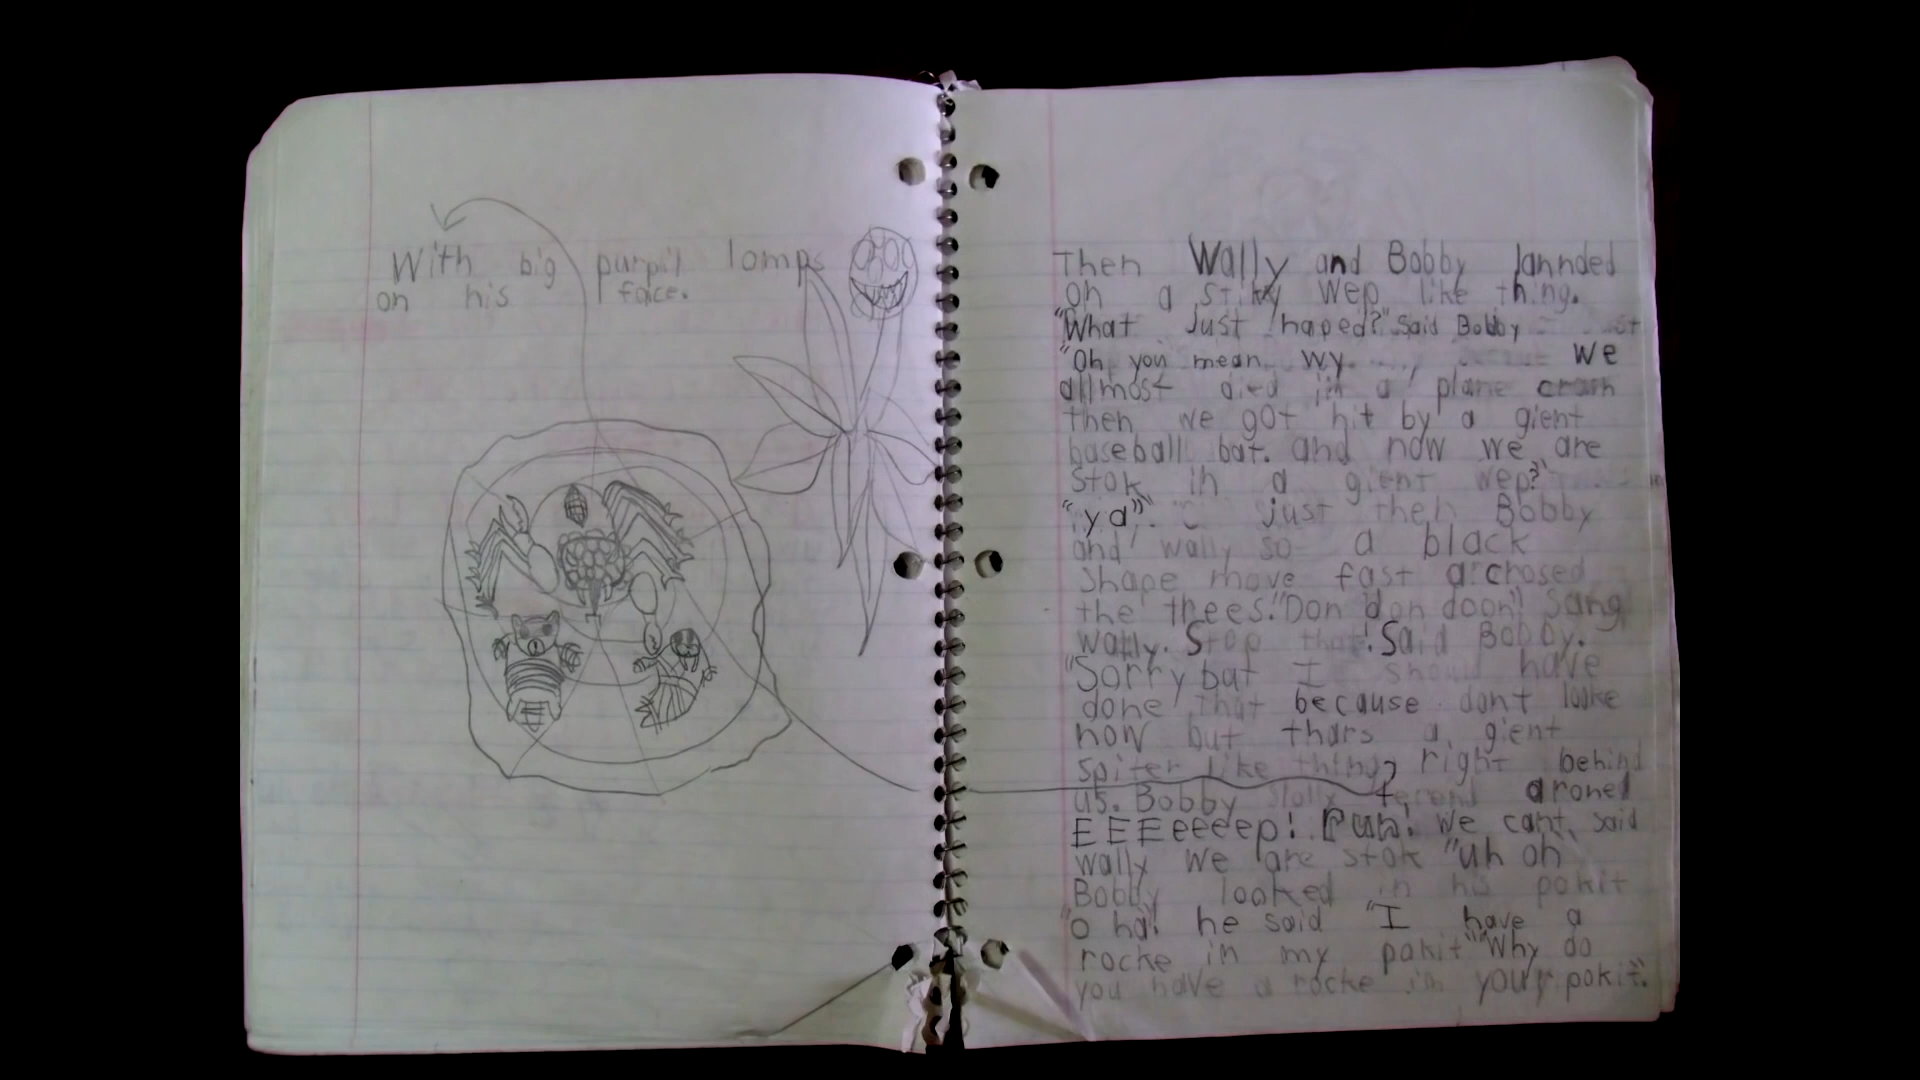 With big purpil lomps
on his face.
Then Wally and Bobby lannded
on a stiky wep like thing.
"What just haped?" Said Bobby
"Oh you mean wy. we
allmost died in a plane crash
then we got hit by a gient
baseball bat. and now we are
stok in a gient wep?"
"ya". just then Bobby
and wally so a black
shape move fast archosed
the trees. "Don don doon"! Sang
wally. Stop that! Said Bobby.
"Sorry but I should have
done that because dont looke
now but thars a gient
spiter like thing right behind
us. Bobby slolly aroned
EEEeeeep! Run! We cant said
wally we are stok "uh oh
Bobby looked in his pokit
"o ha! he said "I have a
rocke in my pokit" "Why do
you have a rocke in your pokit".